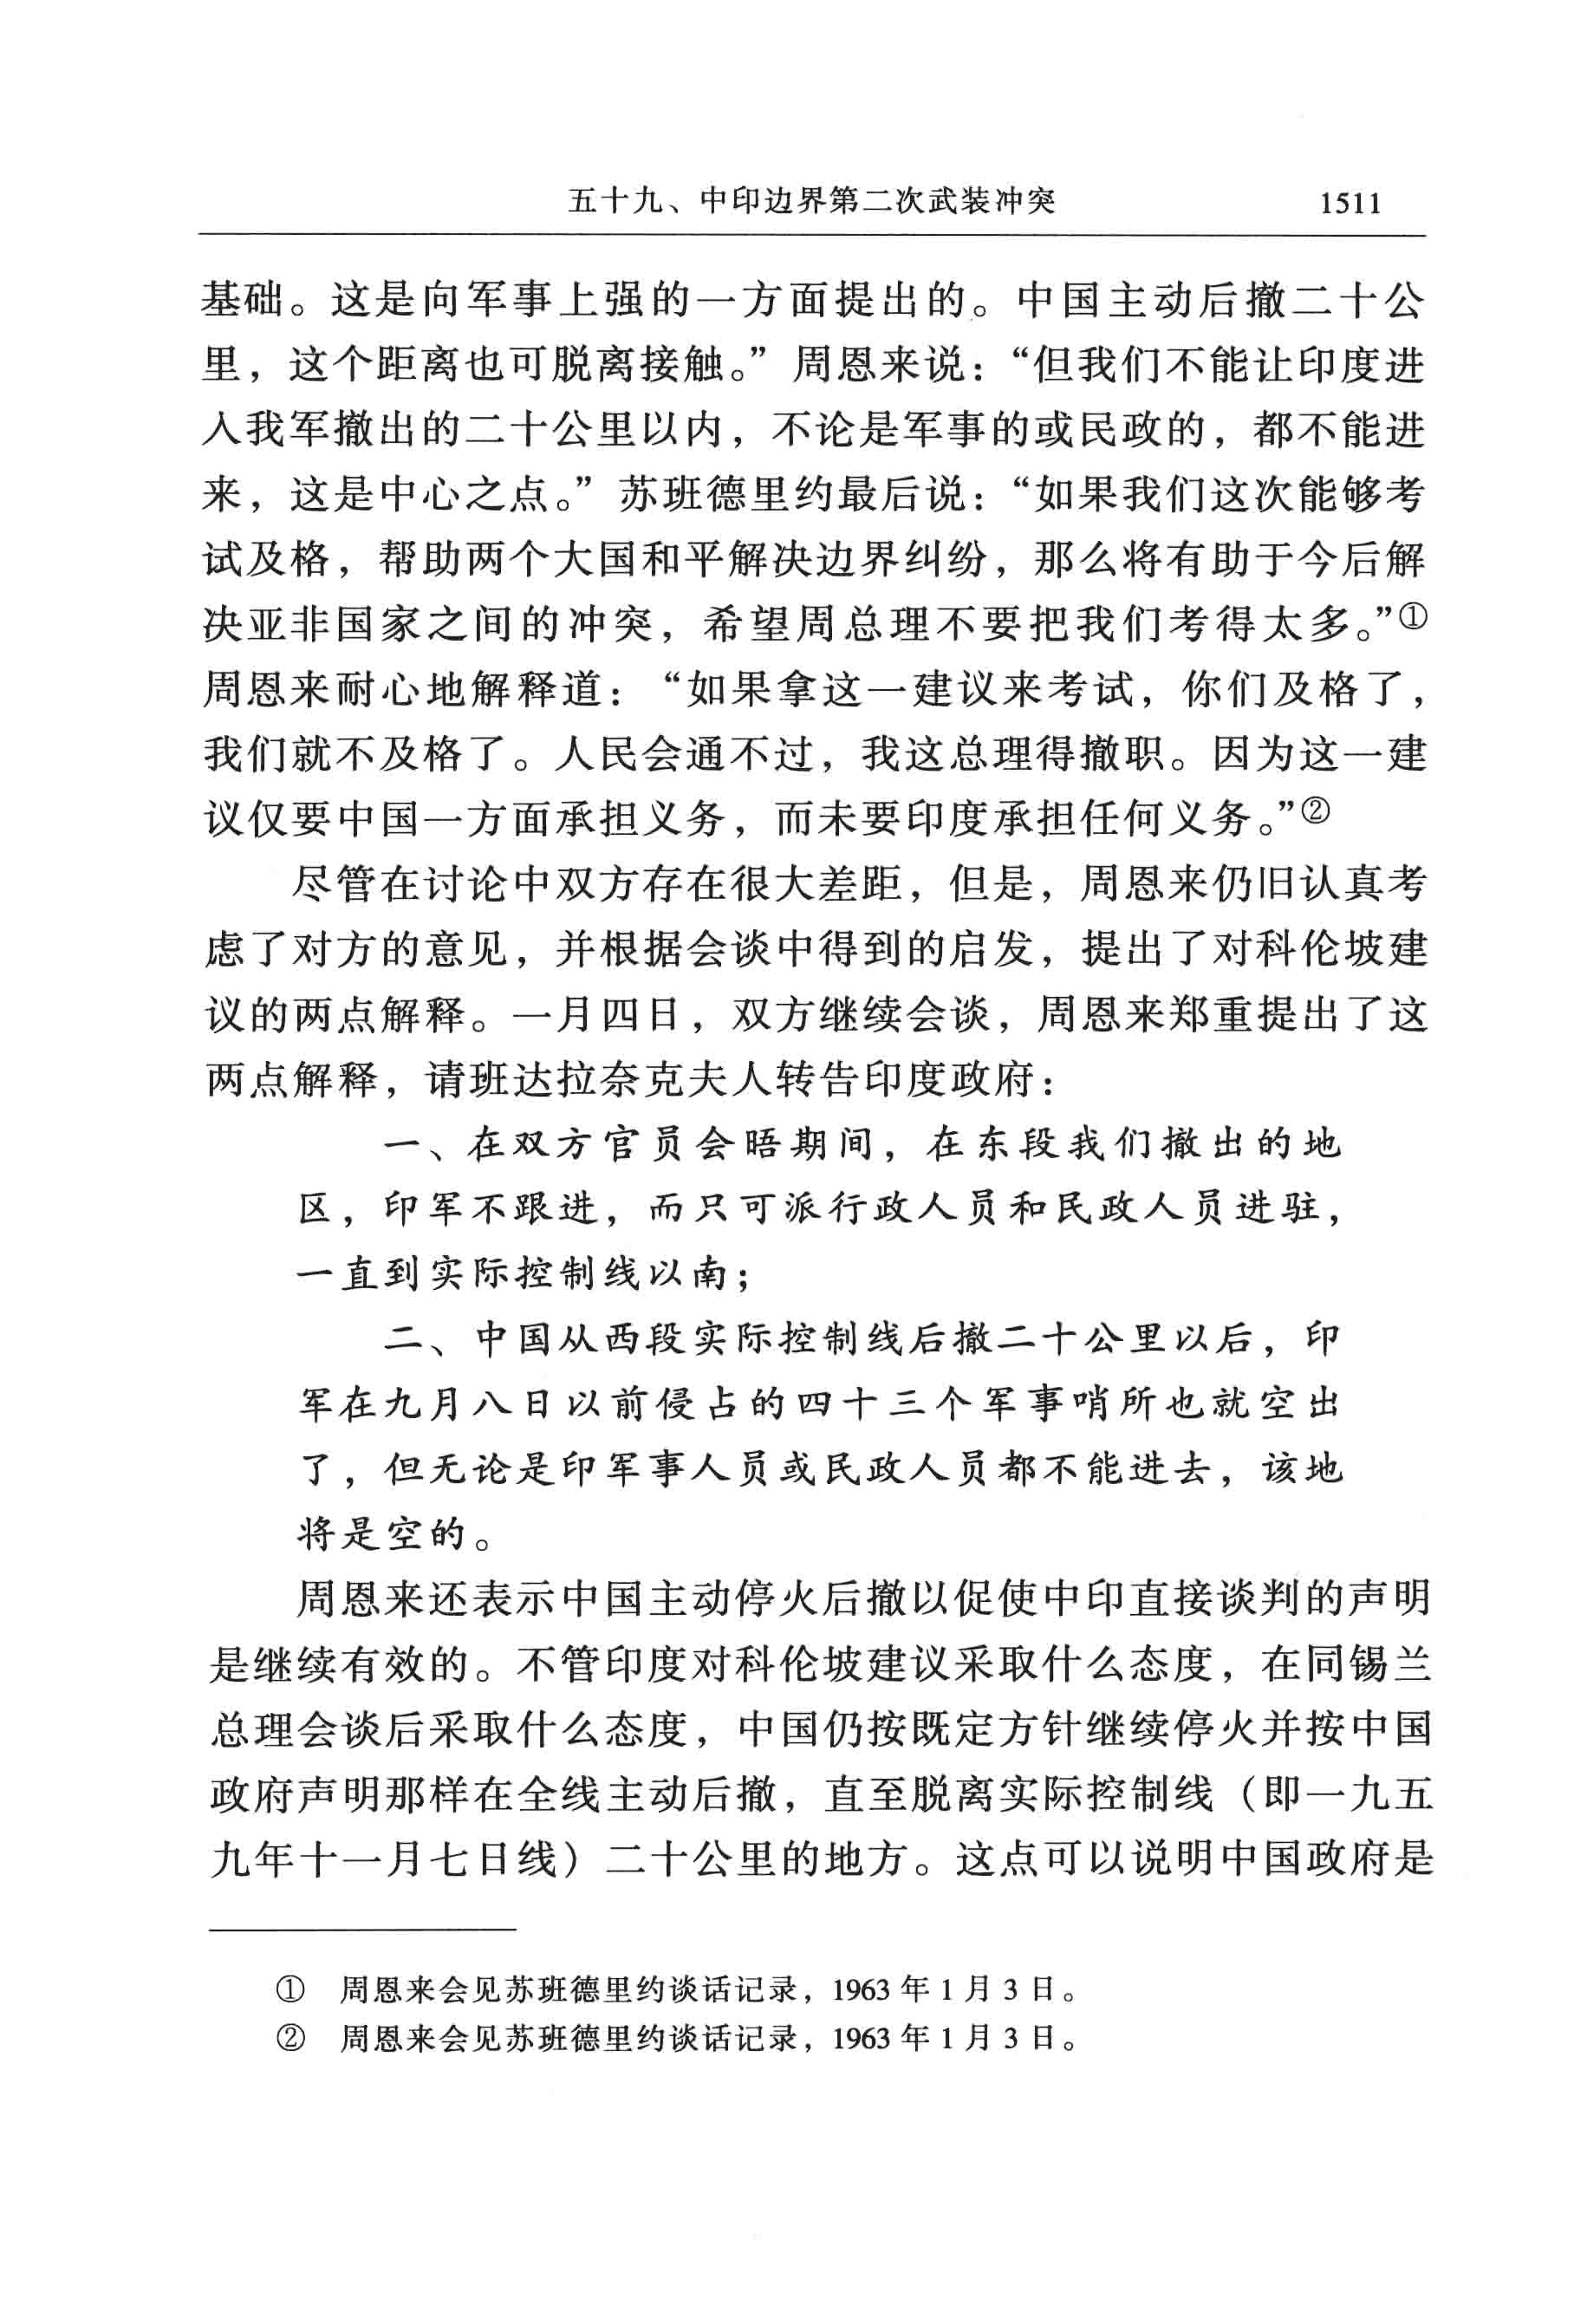 五十九、中印边界第二次武装冲突 1511
基础。这是向军事上强的一方面提出的。中国主动后撤二十公
里，这个距离也可脱离接触。”周恩来说：“但我们不能让印度进
入我军撤出的二十公里以内，不论是军事的或民政的，都不能进
来，这是中心之点。”苏班德里约最后说：“如果我们这次能够考
试及格，帮助两个大国和平解决边界纠纷，那么将有助于今后解
决亚非国家之间的冲突，希望周总理不要把我们考得太多。”①
周恩来耐心地解释道：“如果拿这一建议来考试，你们及格了，
我们就不及格了。人民会通不过，我这总理得撤职。因为这一建
议仅要中国一方面承担义务，而未要印度承担任何义务。”②
尽管在讨论中双方存在很大差距，但是，周恩来仍旧认真考
虑了对方的意见，并根据会谈中得到的启发，提出了对科伦坡建
议的两点解释。一月四日，双方继续会谈，周恩来郑重提出了这
两点解释，请班达拉奈克夫人转告印度政府：
一、在双方官员会晤期间，在东段我们撤出的地
区，印军不跟进，而只可派行政人员和民政人员进驻，
一直到实际控制线以南；
二、中国从西段实际控制线后撤二十公里以后，印
军在九月八日以前侵占的四十三个军事哨所也就空出
了，但无论是印军事人员或民政人员都不能进去，该地
将是空的。
周恩来还表示中国主动停火后撤以促使中印直接谈判的声明
是继续有效的。不管印度对科伦坡建议采取什么态度，在同锡兰
总理会谈后采取什么态度，中国仍按既定方针继续停火并按中国
政府声明那样在全线主动后撤，直至脱离实际控制线（即一九五
九年十一月七日线）二十公里的地方。这点可以说明中国政府是
① 周恩来会见苏班德里约谈话记录，1963年1月3日。
② 周恩来会见苏班德里约谈话记录，1963年1月3日。